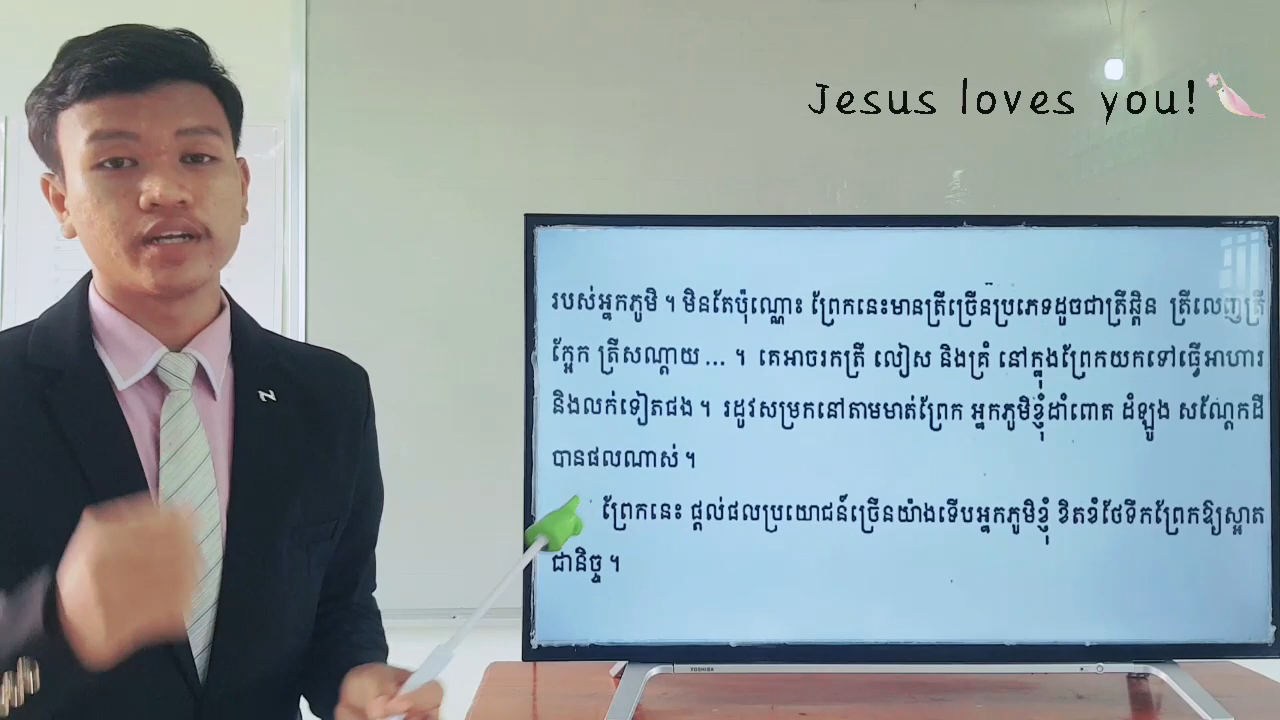 Jesus loves you!
របស់អ្នកភូមិ ។ មិនតែប៉ុណ្ណោះ ព្រែកនេះមានត្រីច្រើនប្រភេទដូចជាត្រីឆ្តិន ត្រីលេញត្រី
ក្អែក ត្រីសណ្តាយ ... ។ គេអាចរកត្រី លៀស និងគ្រំ នៅក្នុងព្រែកយកទៅធ្វើអាហារ
និងលក់ទៀតផង ។ រដូវសម្រកនៅតាមមាត់ព្រែក អ្នកភូមិខ្ញុំដាំពោត ដំឡូង សណ្តែកដី
បានផលណាស់ ។
ព្រែកនេះ ផ្តល់ផលប្រយោជន៍ច្រើនយ៉ាងទើបអ្នកភូមិខ្ញុំ ខិតខំថែទឹកព្រែកឱ្យស្អាត
ជានិច្ច ។
TOSHIBA